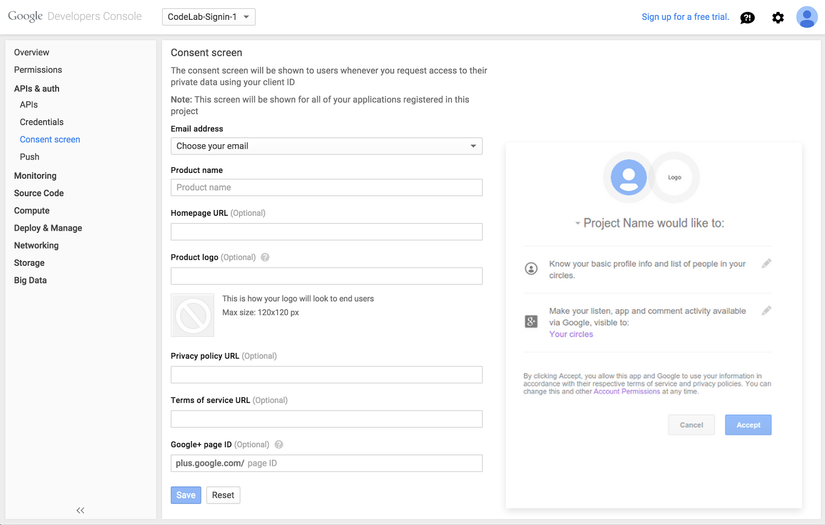 Google Developers Console
CodeLab-Signin-1
Sign up for a free trial.
?!
Overview
Permissions
APIs & auth
APIs
Credentials
Consent screen
Push
Monitoring
Source Code
Compute
Deploy & Manage
Networking
Storage
Big Data
<<
Consent screen
The consent screen will be shown to users whenever you request access to their
private data using your client ID
Note: This screen will be shown for all of your applications registered in this
project
Email address
Choose your email
Product name
Product name
Homepage URL (Optional)
Product logo (Optional) ?
This is how your logo will look to end users
Max size: 120x120 px
Privacy policy URL (Optional)
Terms of service URL (Optional)
Google+ page ID (Optional) ?
plus.google.com/ page ID
Save Reset
Logo
Project Name would like to:
Know your basic profile info and list of people in your
circles.
g+
Make your listen, app and comment activity available
via Google, visible to:
Your circles
By clicking Accept, you allow this app and Google to use your information in
accordance with their respective terms of service and privacy policies. You can
change this and other Account Permissions at any time.
Cancel Accept